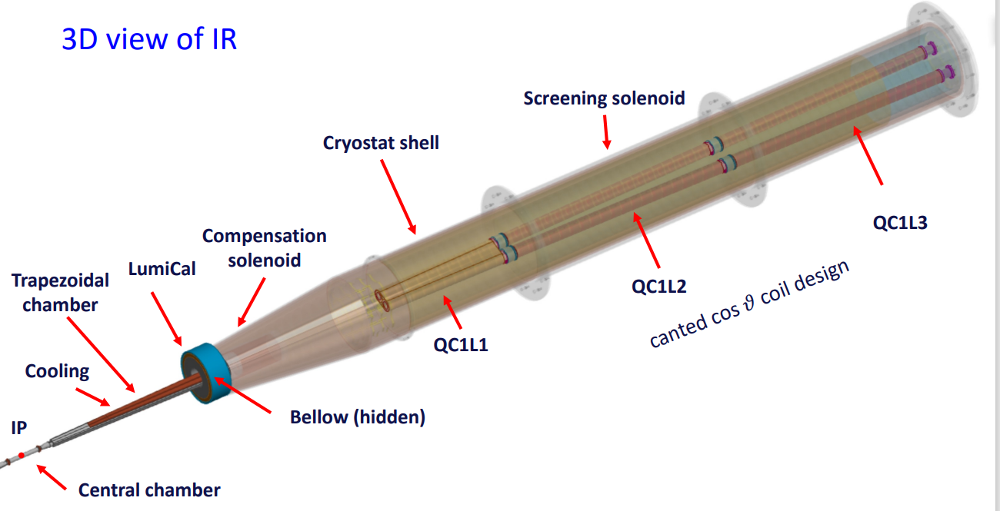 3D view of IR
Screening solenoid
Cryostat shell
Compensation
solenoid
LumiCal
Trapezoidal
chamber
Cooling
IP
Central chamber
Bellow (hidden)
QC1L1
QC1L2
QC1L3
canted cos ϑ coil design